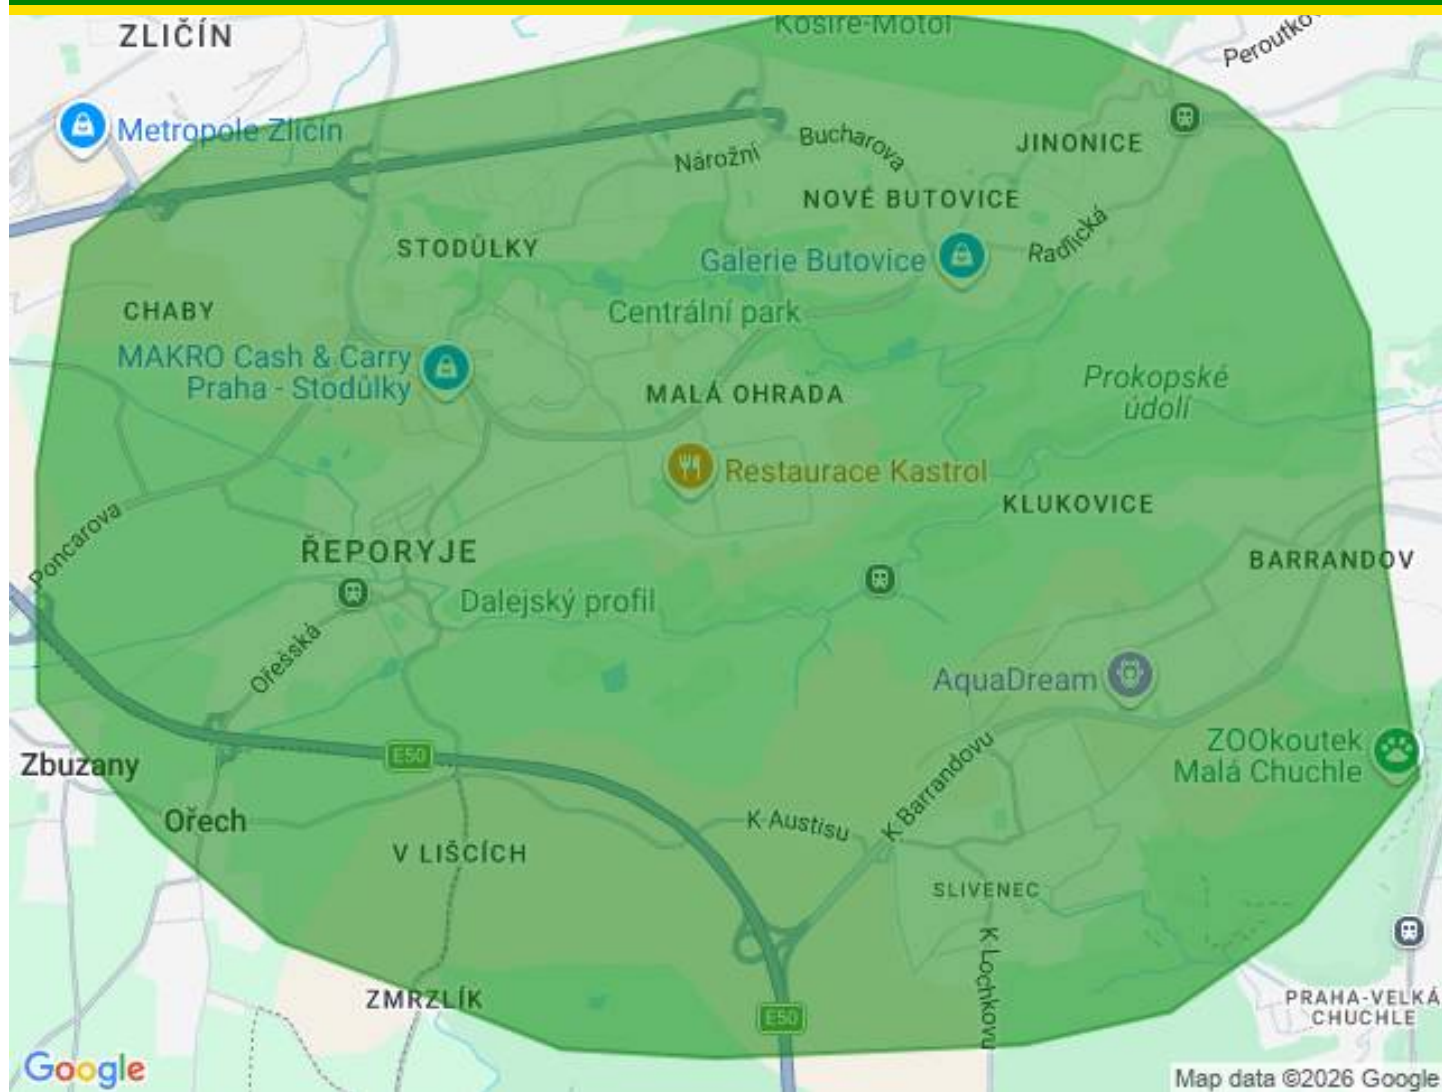 Košíře-Motol
ZLIČÍN
Peroutko
Metropole Zličín
Bucharova
JINONICE
Nárožní
NOVÉ BUTOVICE
Radlická
STODŮLKY
Galerie Butovice
CHABY
Centrální park
MAKRO Cash & Carry
Praha - Stodůlky
Prokopské
údolí
MALÁ OHRADA
Restaurace Kastrol
KLUKOVICE
Poncarova
ŘEPORYJE
BARRANDOV
Dalejský profil
Ořešská
AquaDream
ZOOkoutek
Malá Chuchle
E50
Zbuzany
K Barrandovu
Ořech
K Austisu
V LIŠCÍCH
SLIVENEC
K Lochkovu
ZMRZLÍK
PRAHA-VELKÁ
CHUCHLE
E50
Google
Map data ©2026 Google